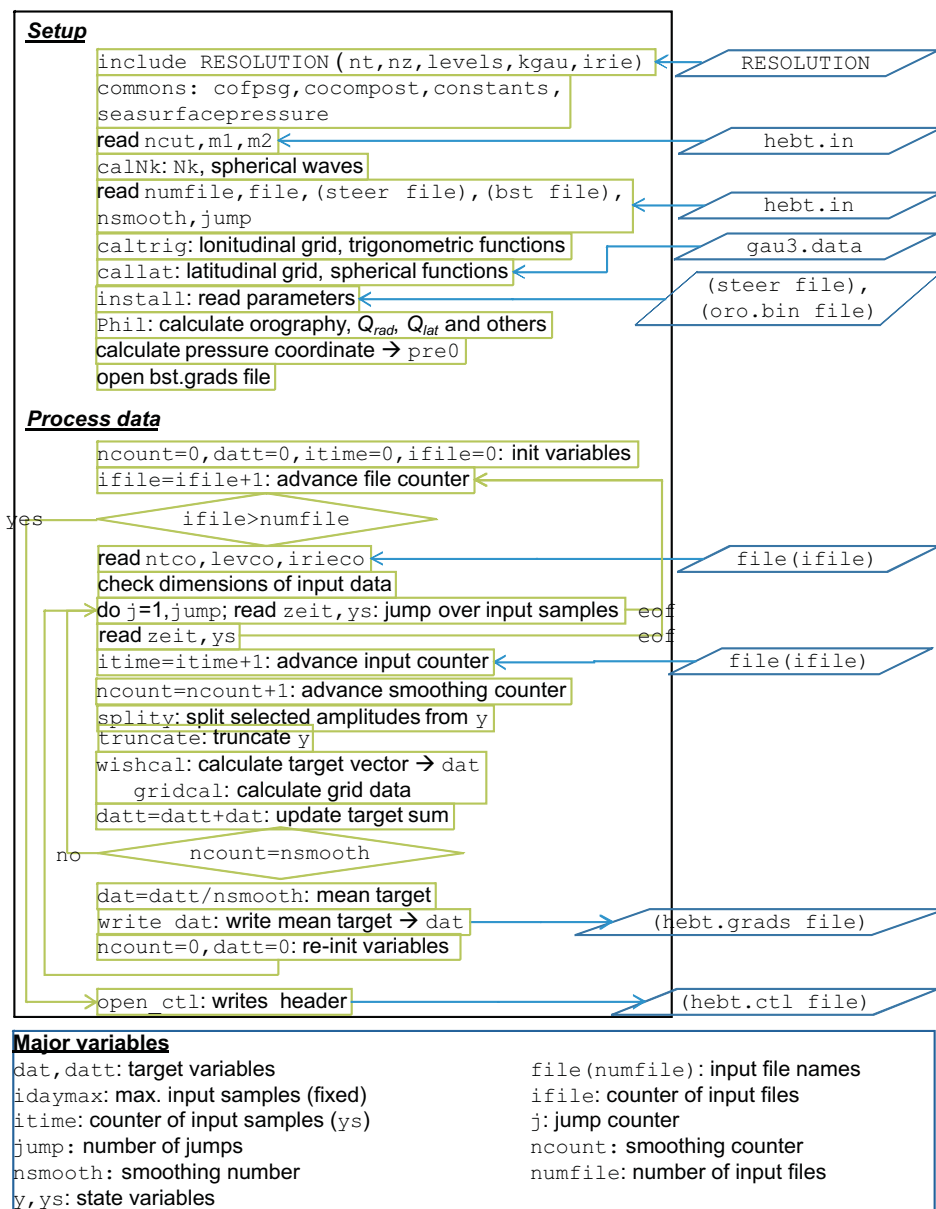 Setup
include RESOLUTION (nt,nz,levels,kgau,irie)
RESOLUTION
commons: cofpsg,cocompost,constants,
seasurfacepressure
read ncut,m1,m2
hebt.in
calNk: Nk, spherical waves
read numfile,file,(steer file),(bst file),
nsmooth,jump
hebt.in
caltrig: lonitudinal grid, trigonometric functions
gau3.data
callat: latitudinal grid, spherical functions
install: read parameters
(steer file),
(oro.bin file)
Phil: calculate orography, Qrad, Qlat and others
calculate pressure coordinate → pre0
open bst.grads file
Process data
ncount=0,datt=0,itime=0,ifile=0: init variables
ifile=ifile+1: advance file counter
yes
ifile>numfile
read ntco,levco,irieco
file(ifile)
check dimensions of input data
do j=1,jump; read zeit,ys: jump over input samples
eof
read zeit,ys
eof
itime=itime+1: advance input counter
file(ifile)
ncount=ncount+1: advance smoothing counter
splity: split selected amplitudes from y
truncate: truncate y
wishcal: calculate target vector → dat
gridcal: calculate grid data
datt=datt+dat: update target sum
no
ncount=nsmooth
dat=datt/nsmooth: mean target
write dat: write mean target → dat
(hebt.grads file)
ncount=0,datt=0: re-init variables
open_ctl: writes header
(hebt.ctl file)
Major variables
dat,datt: target variables
file(numfile): input file names
idaymax: max. input samples (fixed)
ifile: counter of input files
itime: counter of input samples (ys)
j: jump counter
jump: number of jumps
ncount: smoothing counter
nsmooth: smoothing number
numfile: number of input files
y,ys: state variables